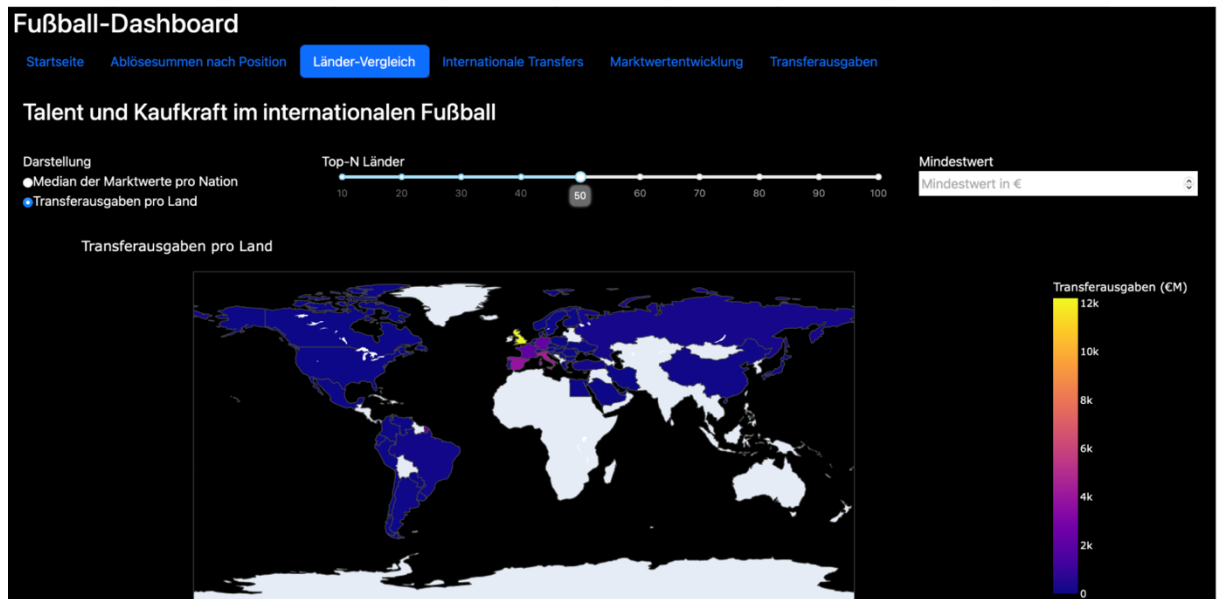 Fußball-Dashboard
Startseite Ablösesummen nach Position Länder-Vergleich Internationale Transfers Marktwertentwicklung Transferausgaben
Talent und Kaufkraft im internationalen Fußball
Darstellung
Median der Marktwerte pro Nation
Transferausgaben pro Land
Top-N Länder
10 20 30 40 50 60 70 80 90 100
Mindestwert
Mindestwert in €
Transferausgaben pro Land
Transferausgaben (€M)
12k
10k
8k
6k
4k
2k
0